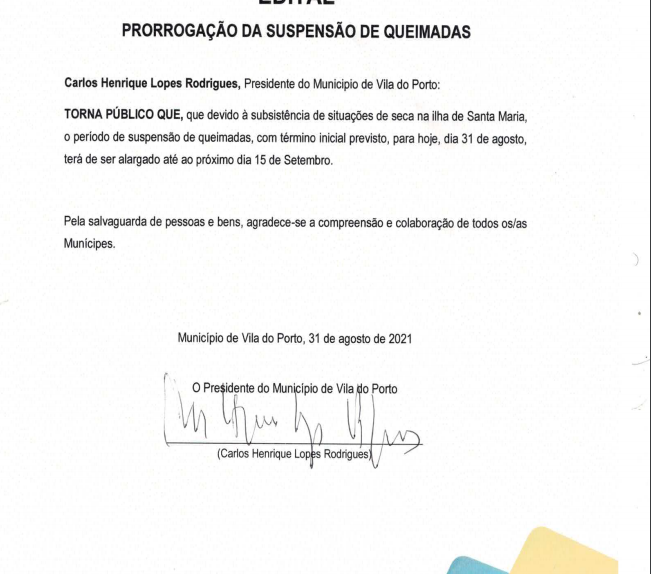 EDITAL
PRORROGAÇÃO DA SUSPENSÃO DE QUEIMADAS
Carlos Henrique Lopes Rodrigues, Presidente do Municipio de Vila do Porto:
TORNA PÚBLICO QUE, que devido à subsistência de situações de seca na ilha de Santa Maria,
o período de suspensão de queimadas, com término inicial previsto, para hoje, dia 31 de agosto,
terá de ser alargado até ao próximo dia 15 de Setembro.
Pela salvaguarda de pessoas e bens, agradece-se a compreensão e colaboração de todos os/as
Munícipes.
Município de Vila do Porto, 31 de agosto de 2021
O Presidente do Município de Vila do Porto
(Carlos Henrique Lopes Rodrigues)